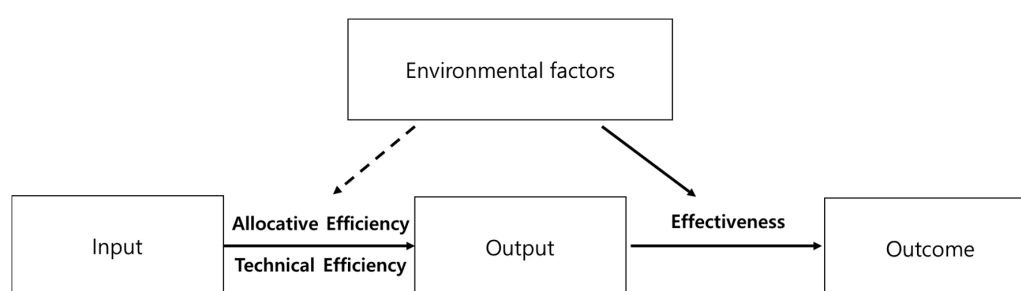 Environmental factors
Allocative Efficiency
Effectiveness
Input
Output
Outcome
Technical Efficiency